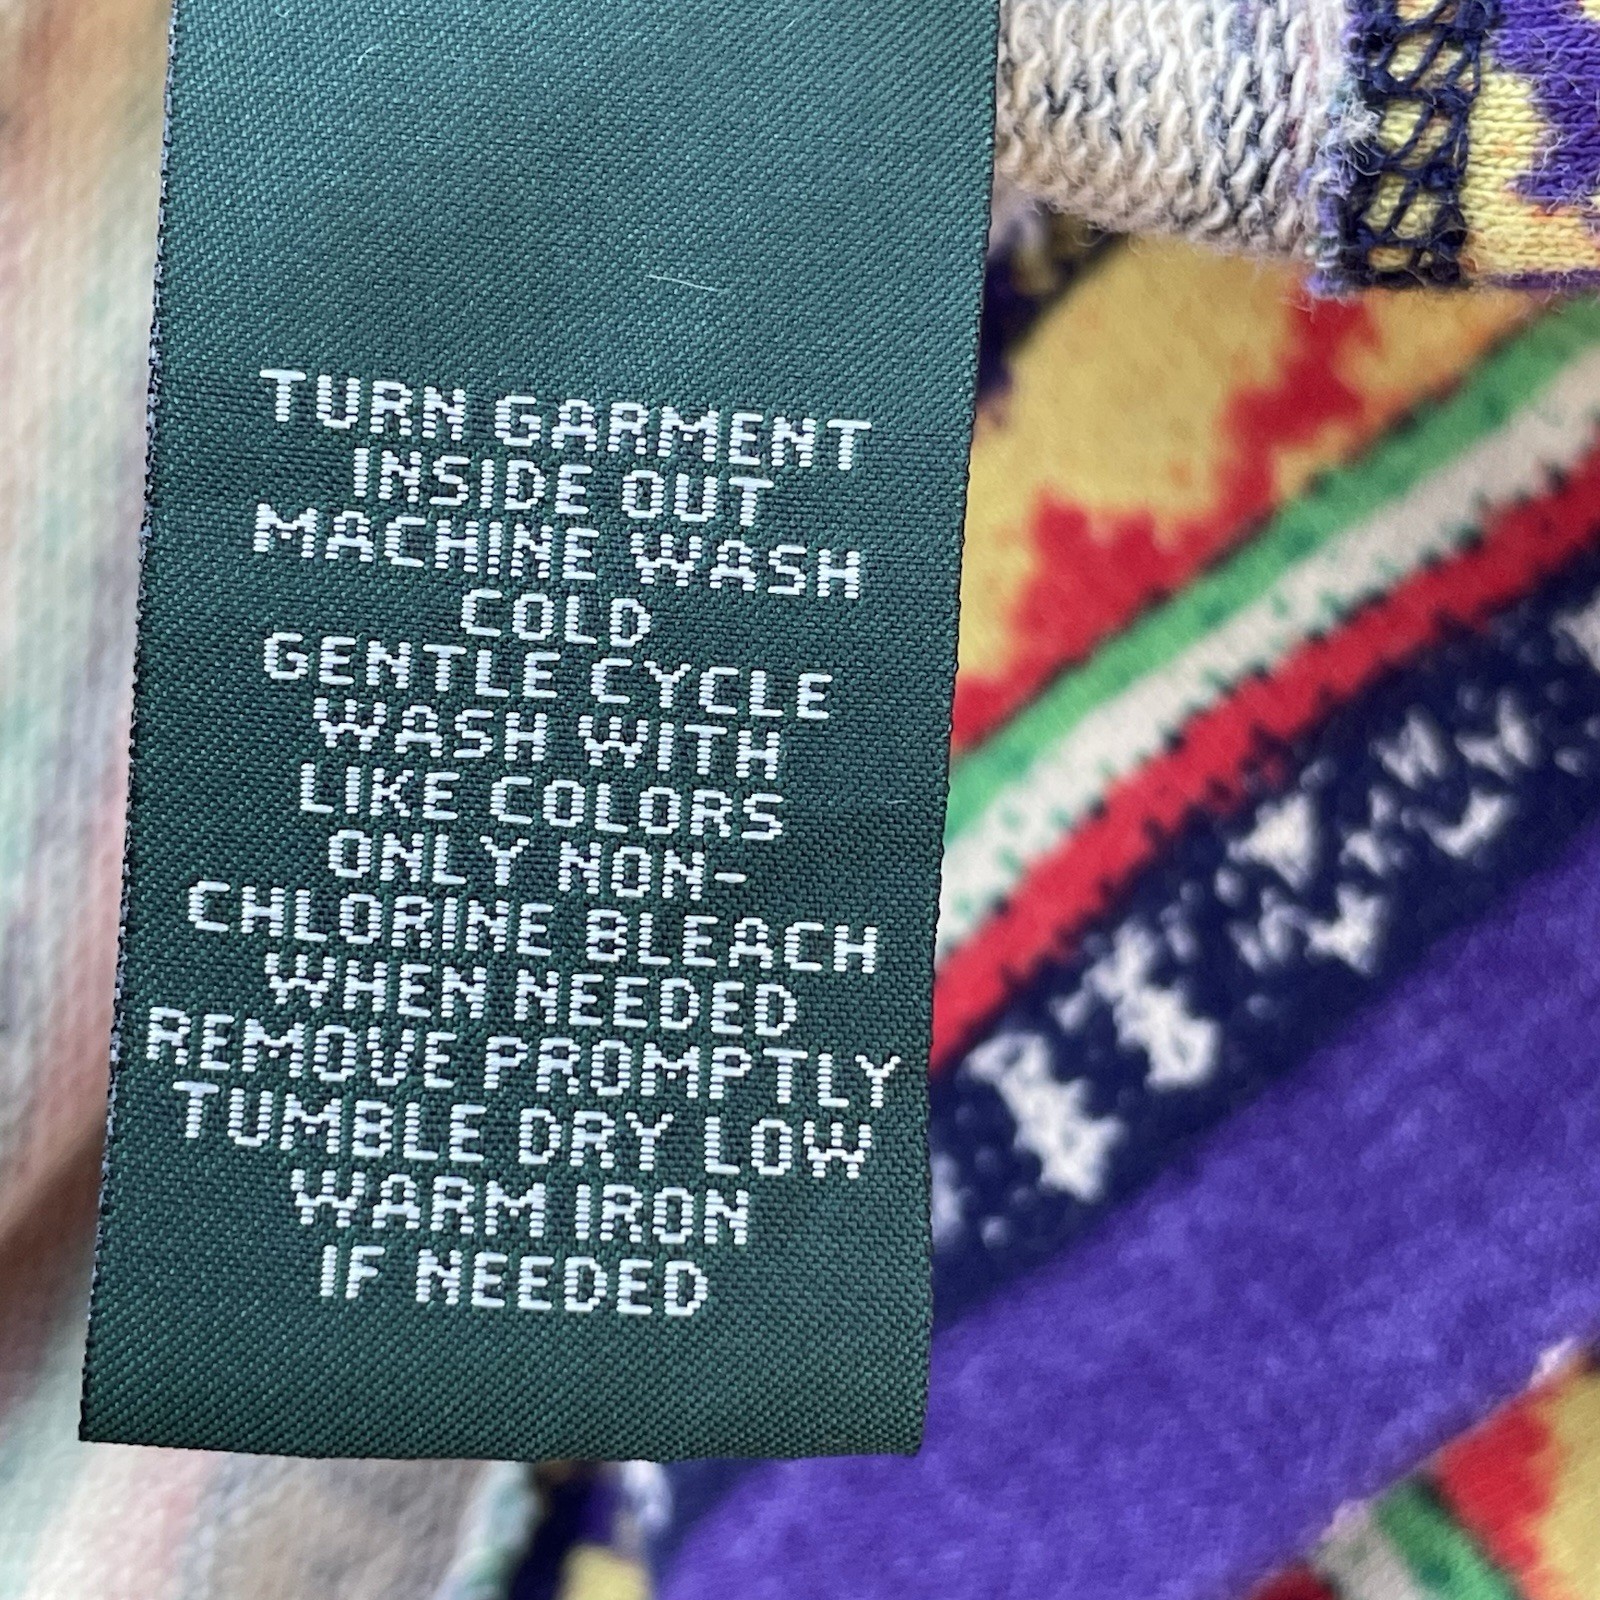 TURN GARMENT
INSIDE OUT
MACHINE WASH
COLD
GENTLE CYCLE
WASH WITH
LIKE COLORS
ONLY NON-
CHLORINE BLEACH
WHEN NEEDED
REMOVE PROMPTLY
TUMBLE DRY LOW
WARM IRON
IF NEEDED